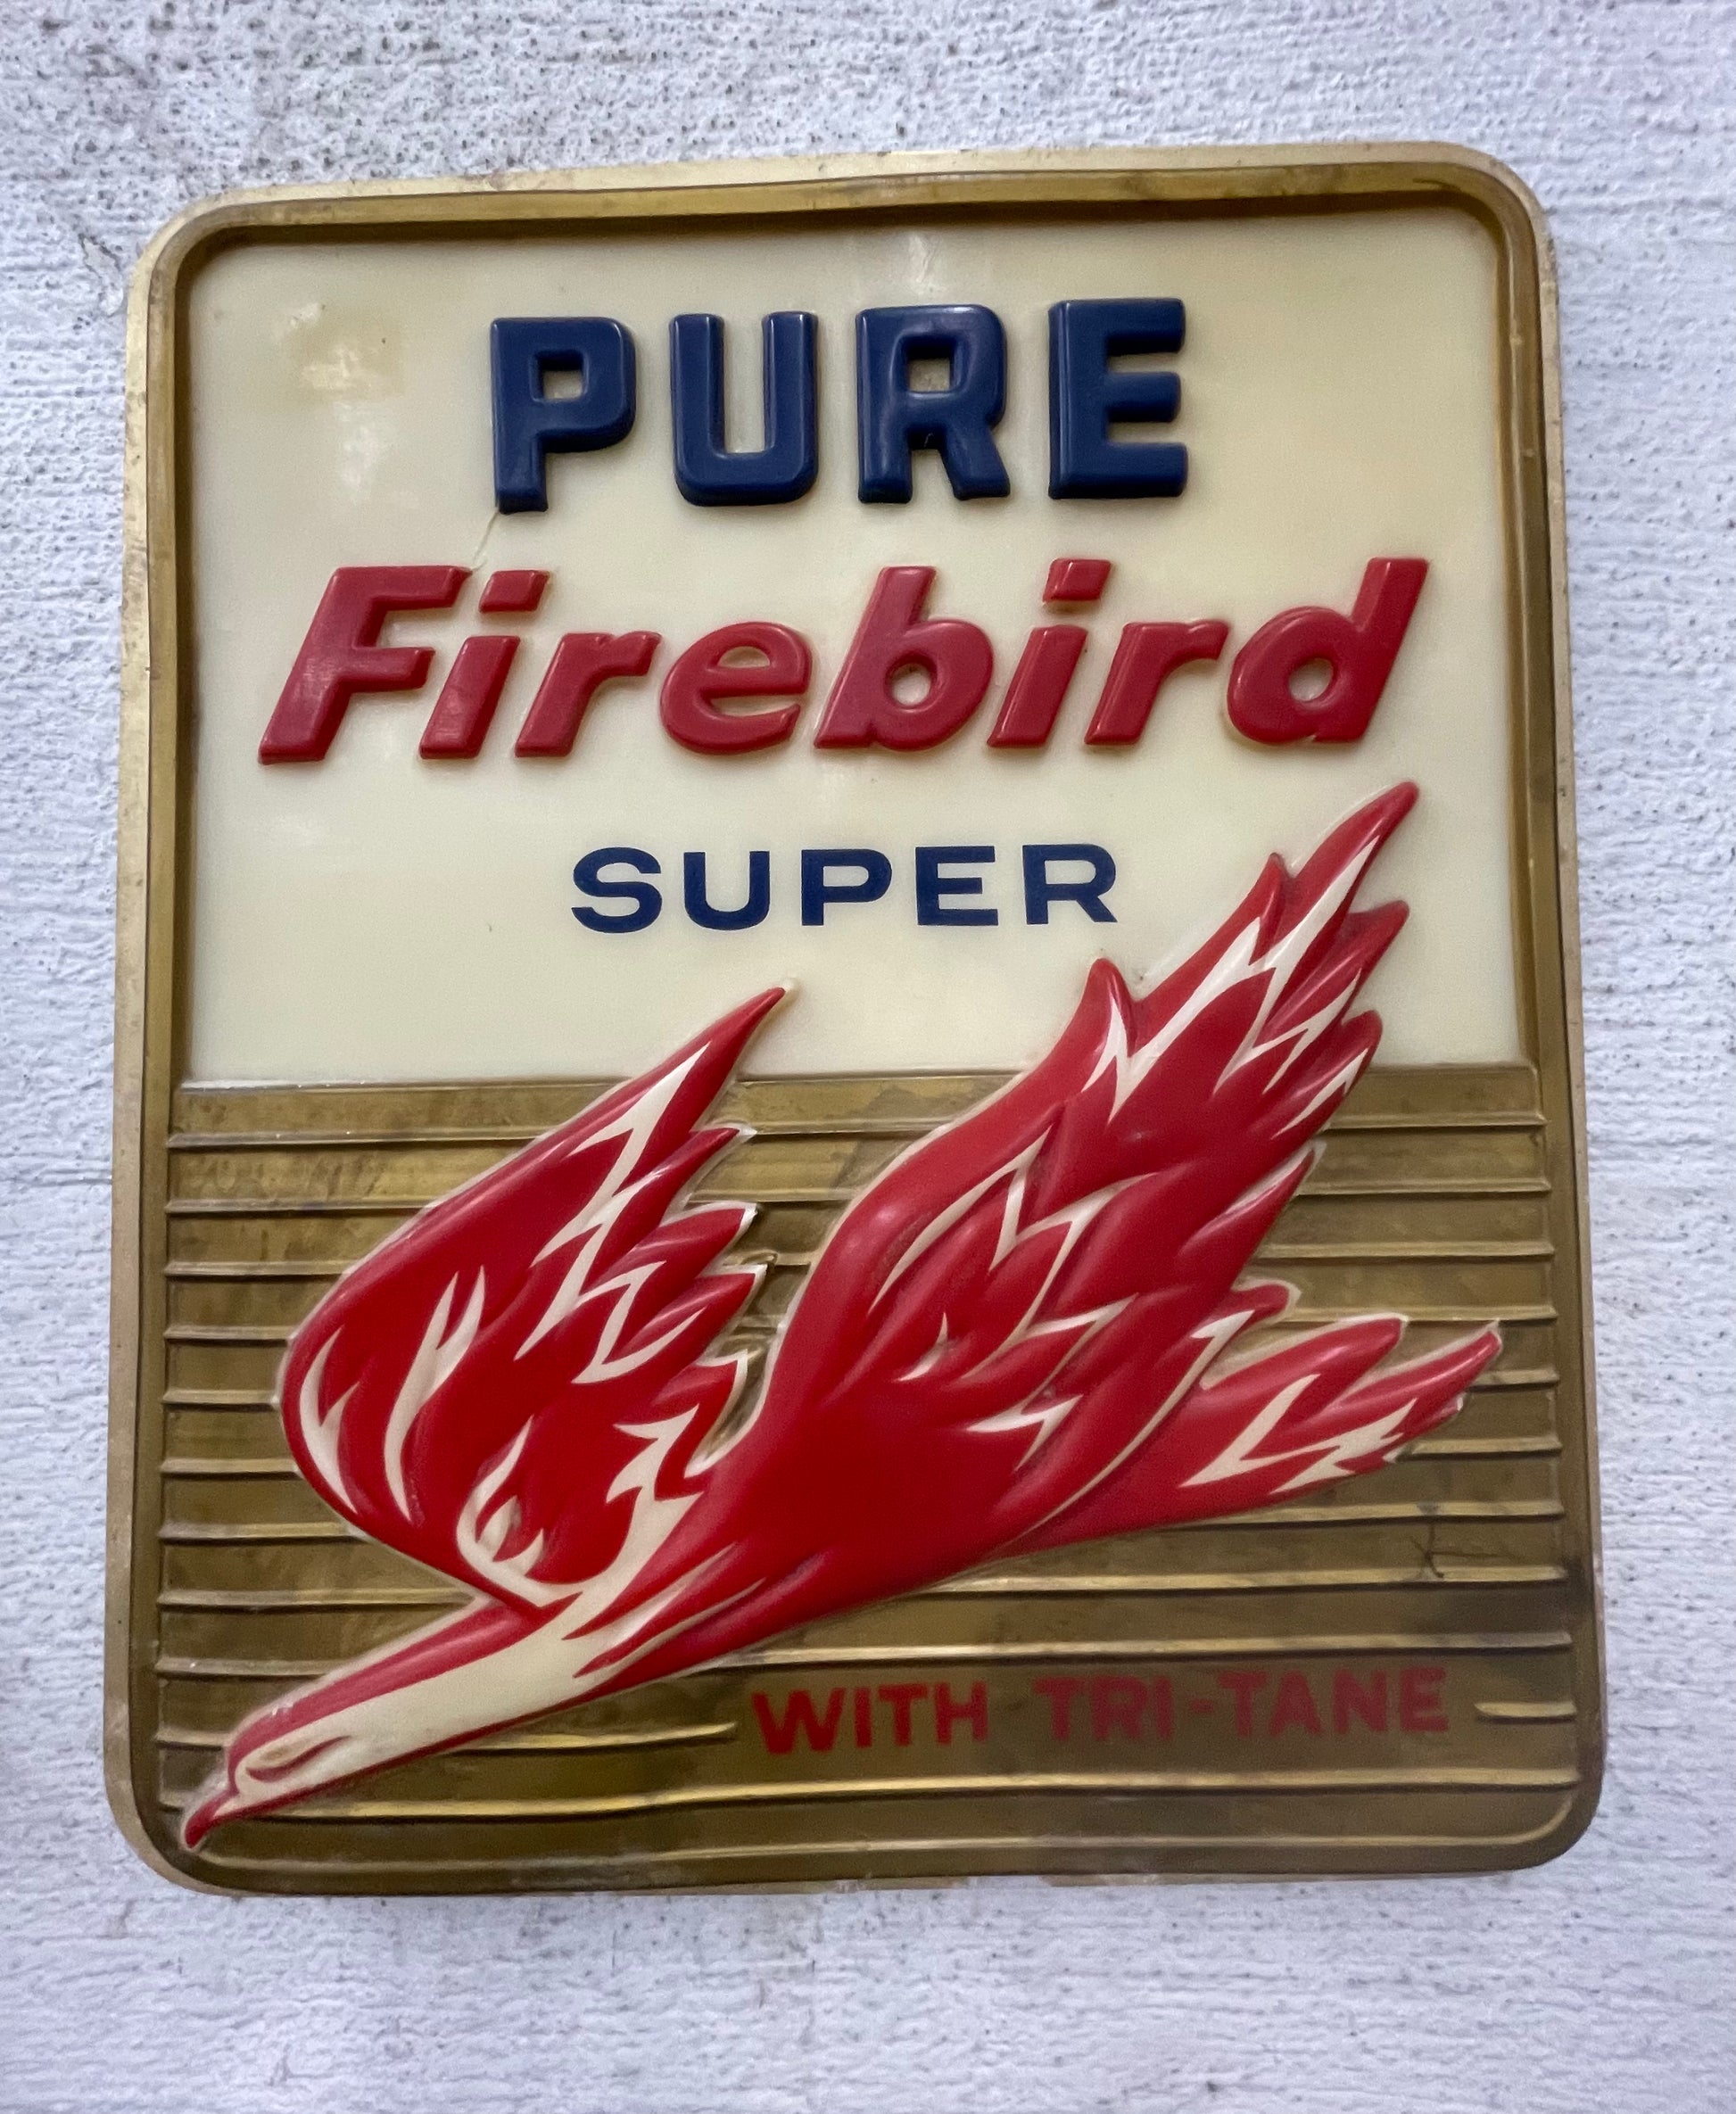 PURE
Firebird
SUPER
WITH TRI-TANE